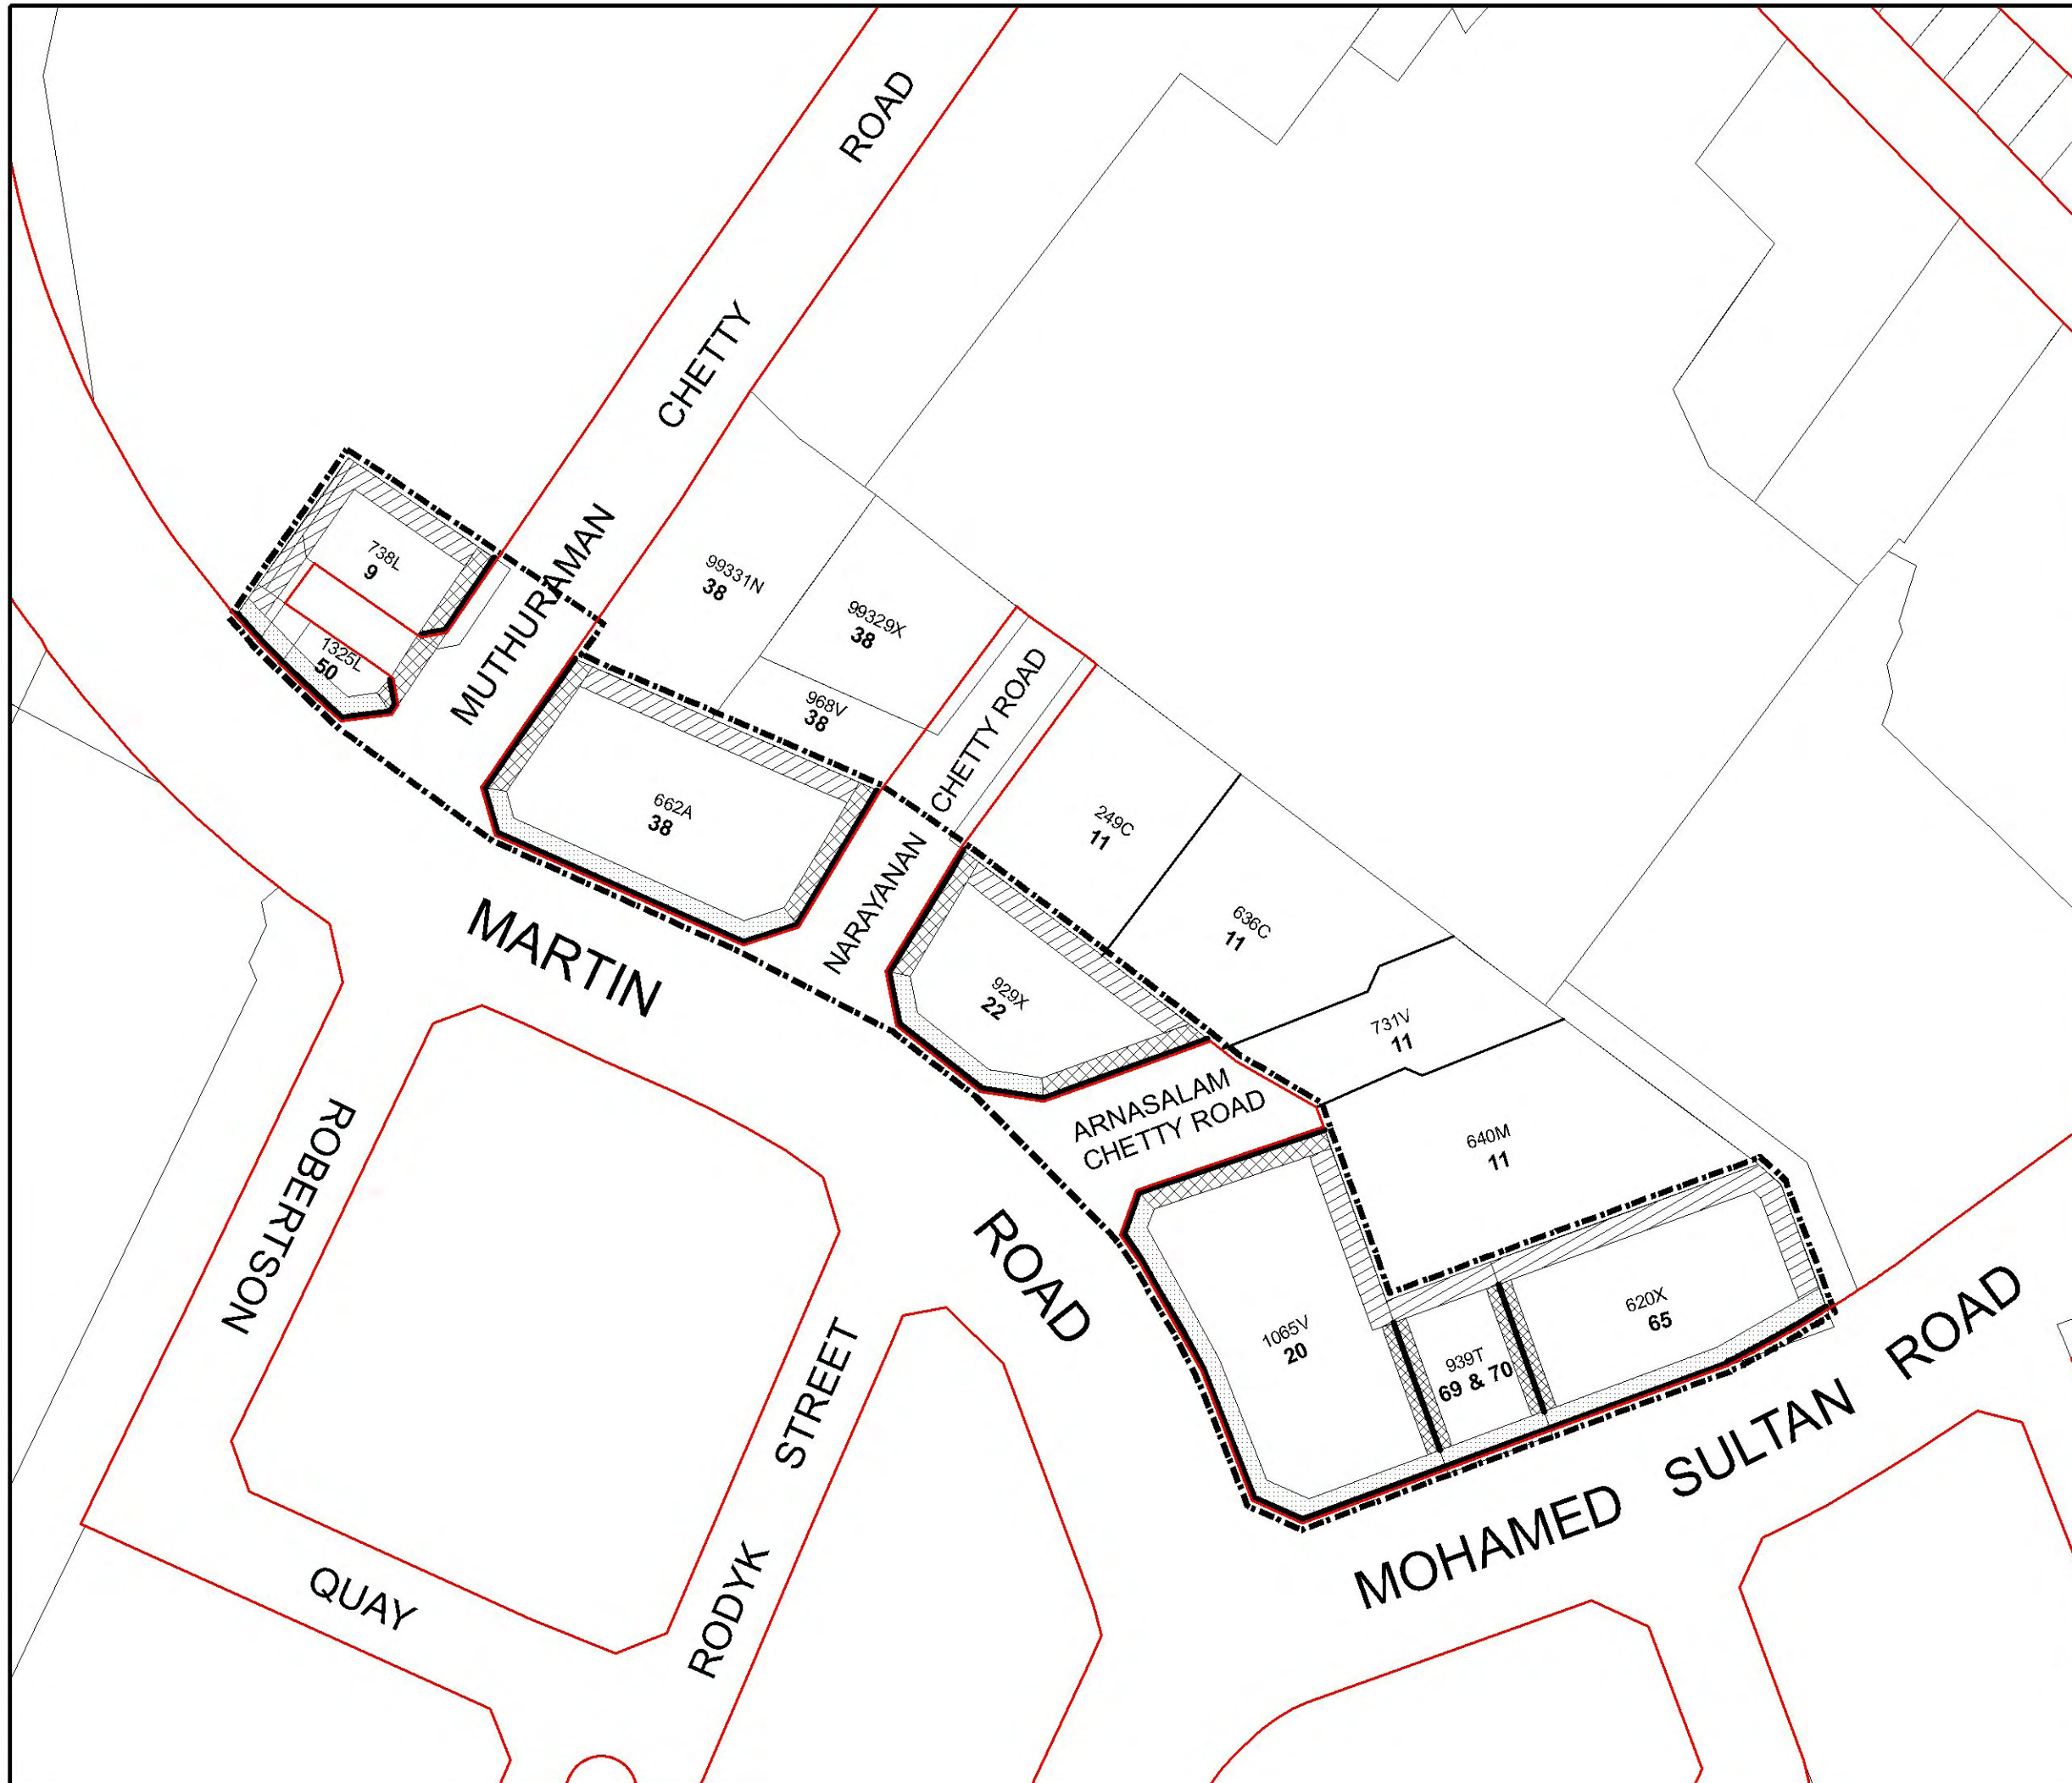 ROAD
CHETTY
MUTHURAMAN
738L
9
1325L
50
99331N
38
99329X
38
968V
38
662A
38
NARAYANAN CHETTY ROAD
249C
11
636C
11
731V
11
640M
11
929X
22
ARNASALAM
CHETTY ROAD
MARTIN
ROAD
1065V
20
939T
69 & 70
620X
65
MOHAMED SULTAN ROAD
ROBERTSON
QUAY
RODYK STREET